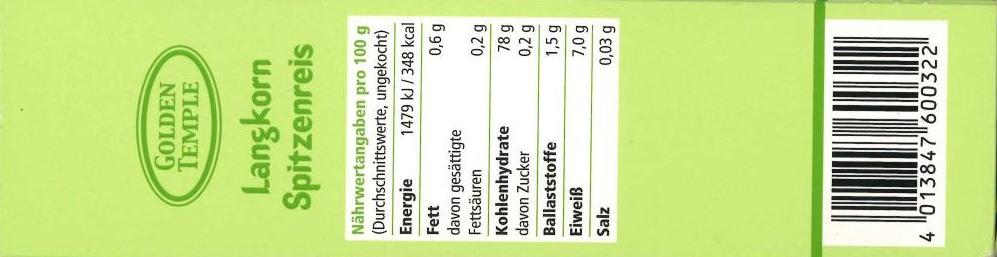 GOLDEN
TEMPLE
Langkorn
Spitzenreis
Nährwertangaben pro 100 g
(Durchschnittswerte, ungekocht)
Energie 1479 kJ / 348 kcal
Fett 0,6 g
davon gesättigte
Fettsäuren 0,2 g
Kohlenhydrate 78 g
davon Zucker 0,2 g
Ballaststoffe 1,5 g
Eiweiß 7,0 g
Salz 0,03 g
4 013847 600322